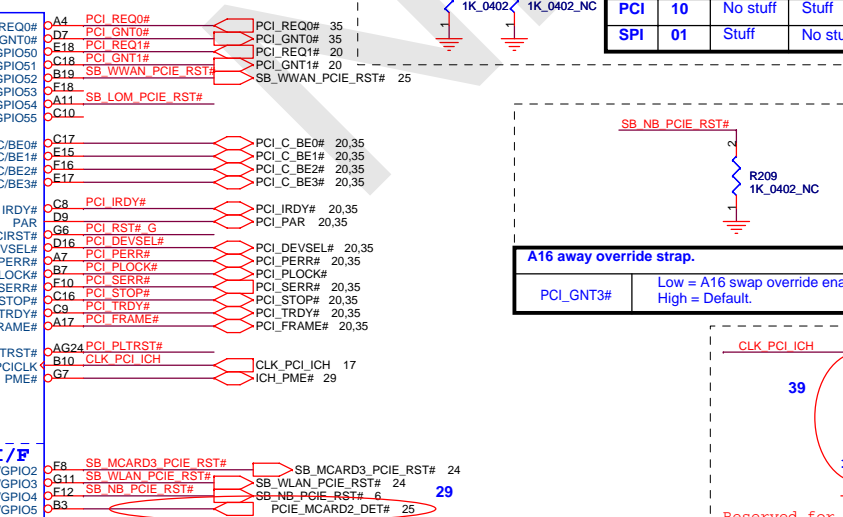 1K_0402 1K_0402_NC
PCI 10 No stuff Stuff
SPI 01 Stuff No stu
REQ0# A4 PCI_REQ0# PCI_REQ0# 35
GNT0# D7 PCI_GNT0# PCI_GNT0# 35
GPIO50 E18 PCI_REQ1# PCI_REQ1# 20
GPIO51 C18 PCI_GNT1# PCI_GNT1# 20
GPIO52 B19 SB_WWAN_PCIE_RST# SB_WWAN_PCIE_RST# 25
GPIO53 F18
GPIO54 A11 SB_LOM_PCIE_RST#
GPIO55 C10
C/BE0# C17 PCI_C_BE0# 20,35
C/BE1# E15 PCI_C_BE1# 20,35
C/BE2# F16 PCI_C_BE2# 20,35
C/BE3# E17 PCI_C_BE3# 20,35
IRDY# C8 PCI_IRDY# PCI_IRDY# 20,35
PAR D9 PCI_PAR 20,35
CIRST# G6 PCI_RST#_G
VSEL# D16 PCI_DEVSEL# PCI_DEVSEL# 20,35
PERR# A7 PCI_PERR# PCI_PERR# 20,35
LOCK# B7 PCI_PLOCK# PCI_PLOCK#
SERR# F10 PCI_SERR# PCI_SERR# 20,35
STOP# C16 PCI_STOP# PCI_STOP# 20,35
TRDY# C9 PCI_TRDY# PCI_TRDY# 20,35
RAME# A17 PCI_FRAME# PCI_FRAME# 20,35
TRST# AG24 PCI_PLTRST#
PCICLK B10 CLK_PCI_ICH CLK_PCI_ICH 17
PME# G7 ICH_PME# 29
I/F
/GPIO2 F8 SB_MCARD3_PCIE_RST# SB_MCARD3_PCIE_RST# 24
/GPIO3 G11 SB_WLAN_PCIE_RST# SB_WLAN_PCIE_RST# 24
/GPIO4 F12 SB_NB_PCIE_RST# SB_NB_PCIE_RST# 6
29
/GPIO5 B3 PCIE_MCARD2_DET# 25
SB_NB_PCIE_RST#
2
R209
1K_0402_NC
1
A16 away override strap.
PCI_GNT3# Low = A16 swap override ena
High = Default.
CLK_PCI_ICH
39
Reserved for